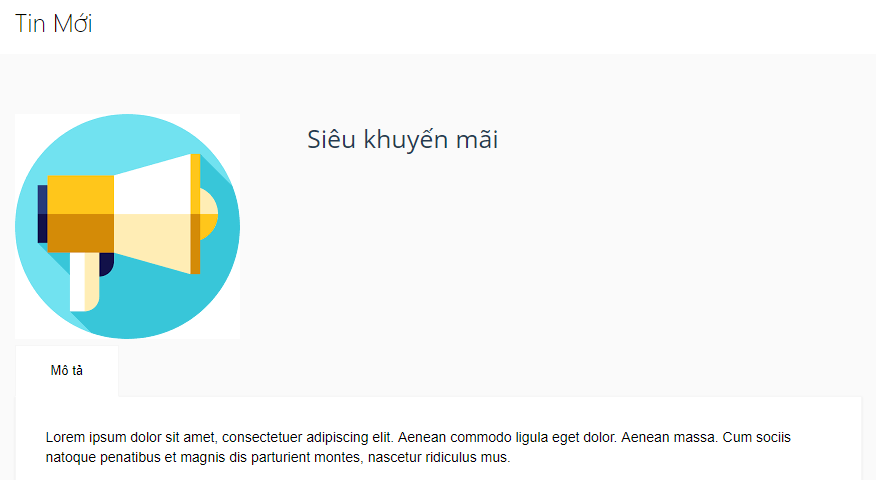 Tin Mới
Siêu khuyến mãi
Mô tả
Lorem ipsum dolor sit amet, consectetuer adipiscing elit. Aenean commodo ligula eget dolor. Aenean massa. Cum sociis
natoque penatibus et magnis dis parturient montes, nascetur ridiculus mus.